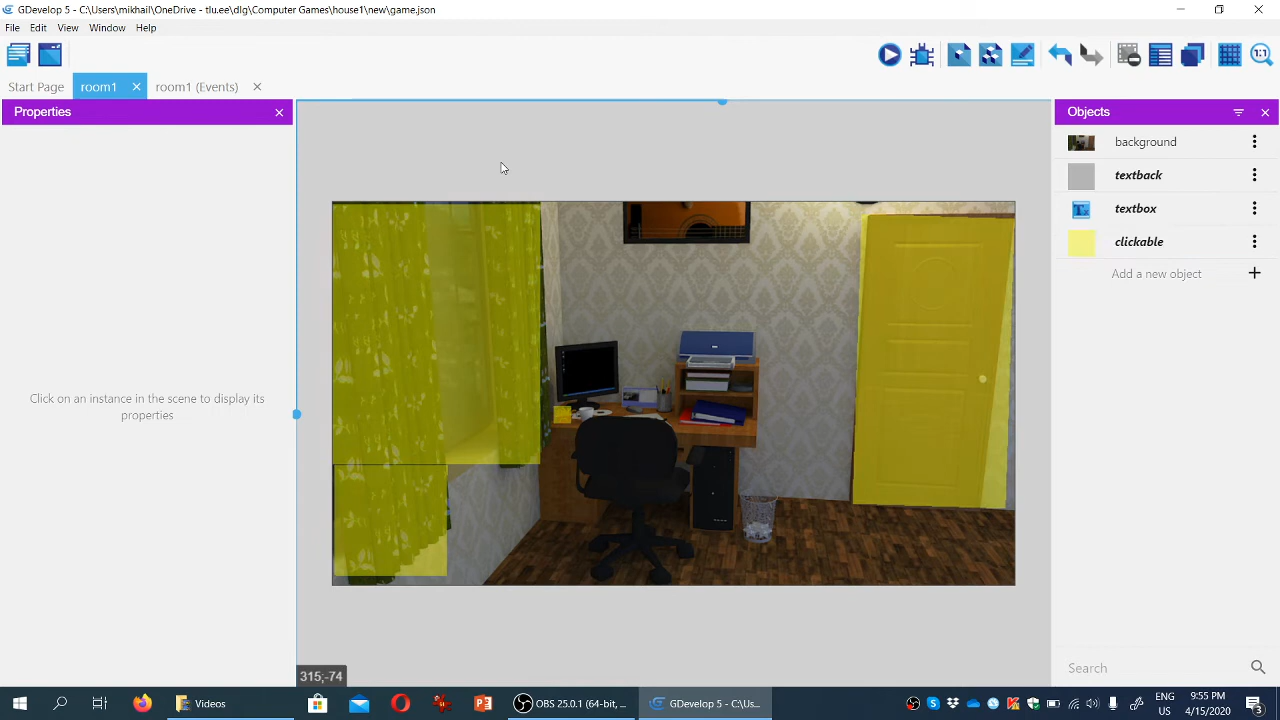 GDevelop 5 - C:\Users\mikhail\OneDrive - tlu.ee\dlg\Computer Games\house1\new\game.json
File Edit View Window Help
Start Page
room1
room1 (Events)
Properties
Click on an instance in the scene to display its
properties
315;-74
Objects
background
textback
textbox
clickable
Add a new object
Search
Videos
OBS 25.0.1 (64-bit, ...
GDevelop 5 - C:\Us...
ENG
US
9:55 PM
4/15/2020
3